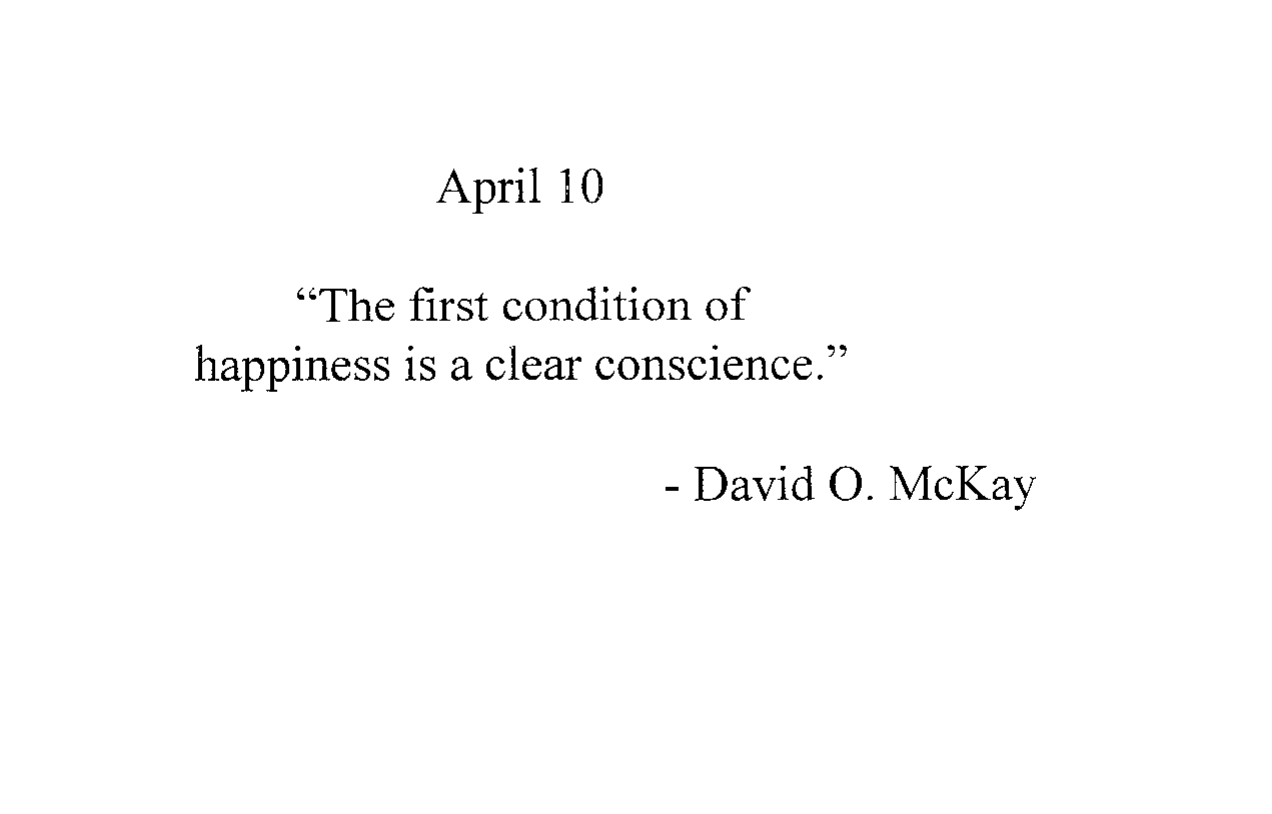 April 10
“The first condition of
happiness is a clear conscience.”
- David O. McKay